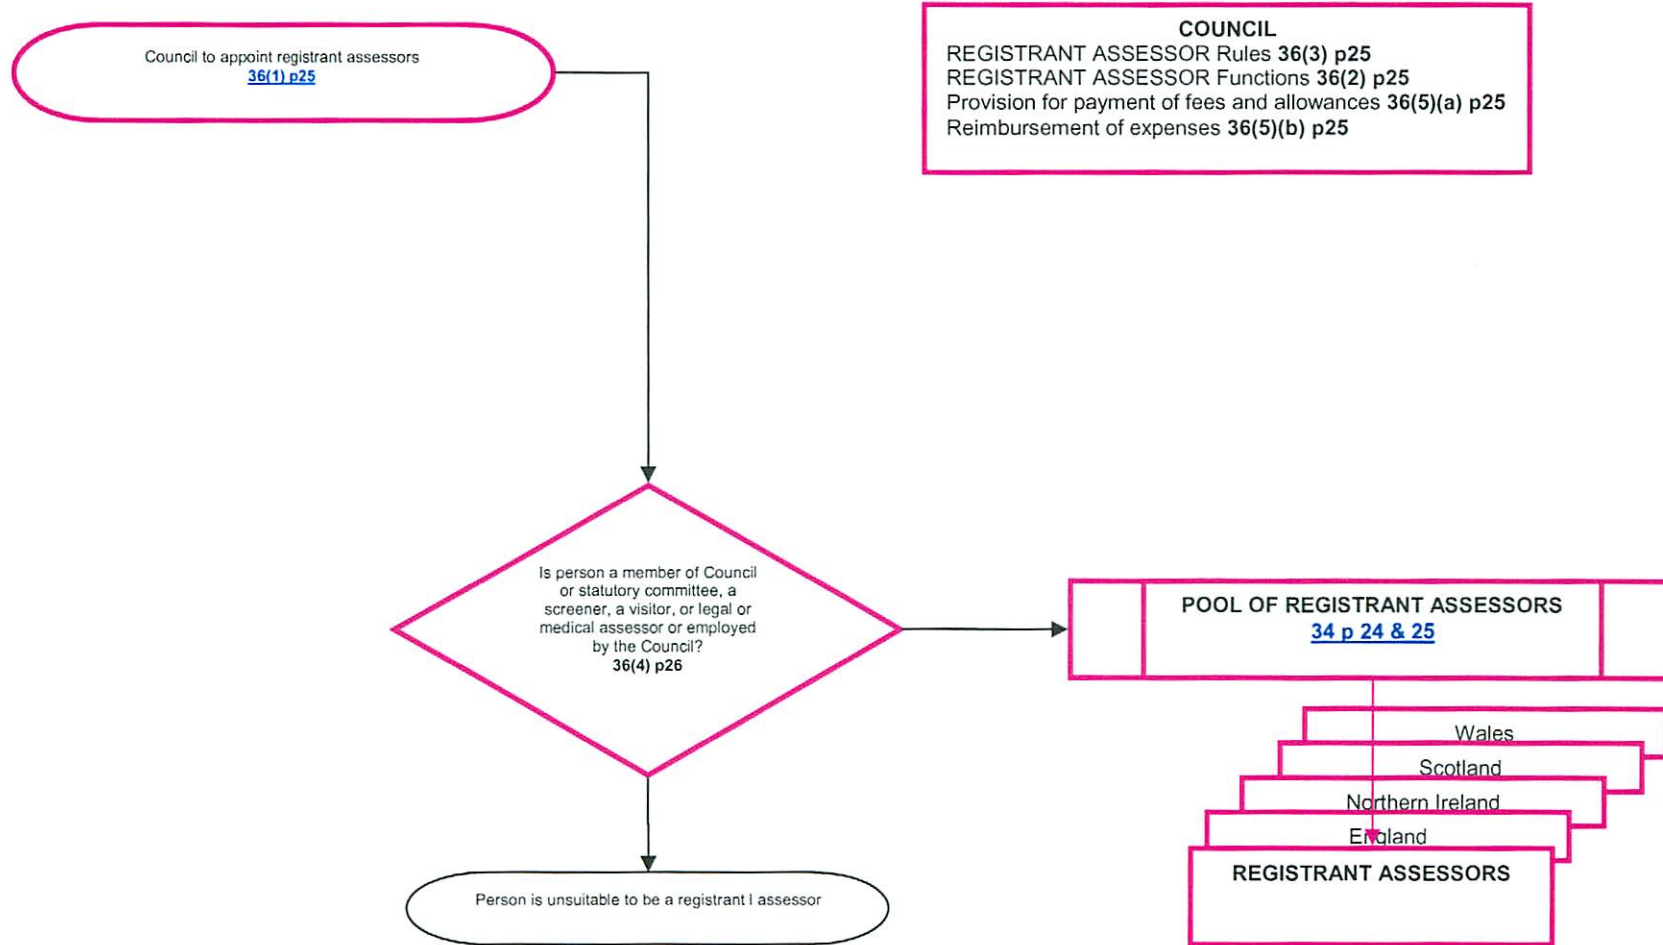 Council to appoint registrant assessors
36(1) p25
COUNCIL
REGISTRANT ASSESSOR Rules 36(3) p25
REGISTRANT ASSESSOR Functions 36(2) p25
Provision for payment of fees and allowances 36(5)(a) p25
Reimbursement of expenses 36(5)(b) p25
Is person a member of Council
or statutory committee, a
screener, a visitor, or legal or
medical assessor or employed
by the Council?
36(4) p26
POOL OF REGISTRANT ASSESSORS
34 p 24 & 25
Wales
Scotland
Northern Ireland
England
REGISTRANT ASSESSORS
Person is unsuitable to be a registrant l assessor